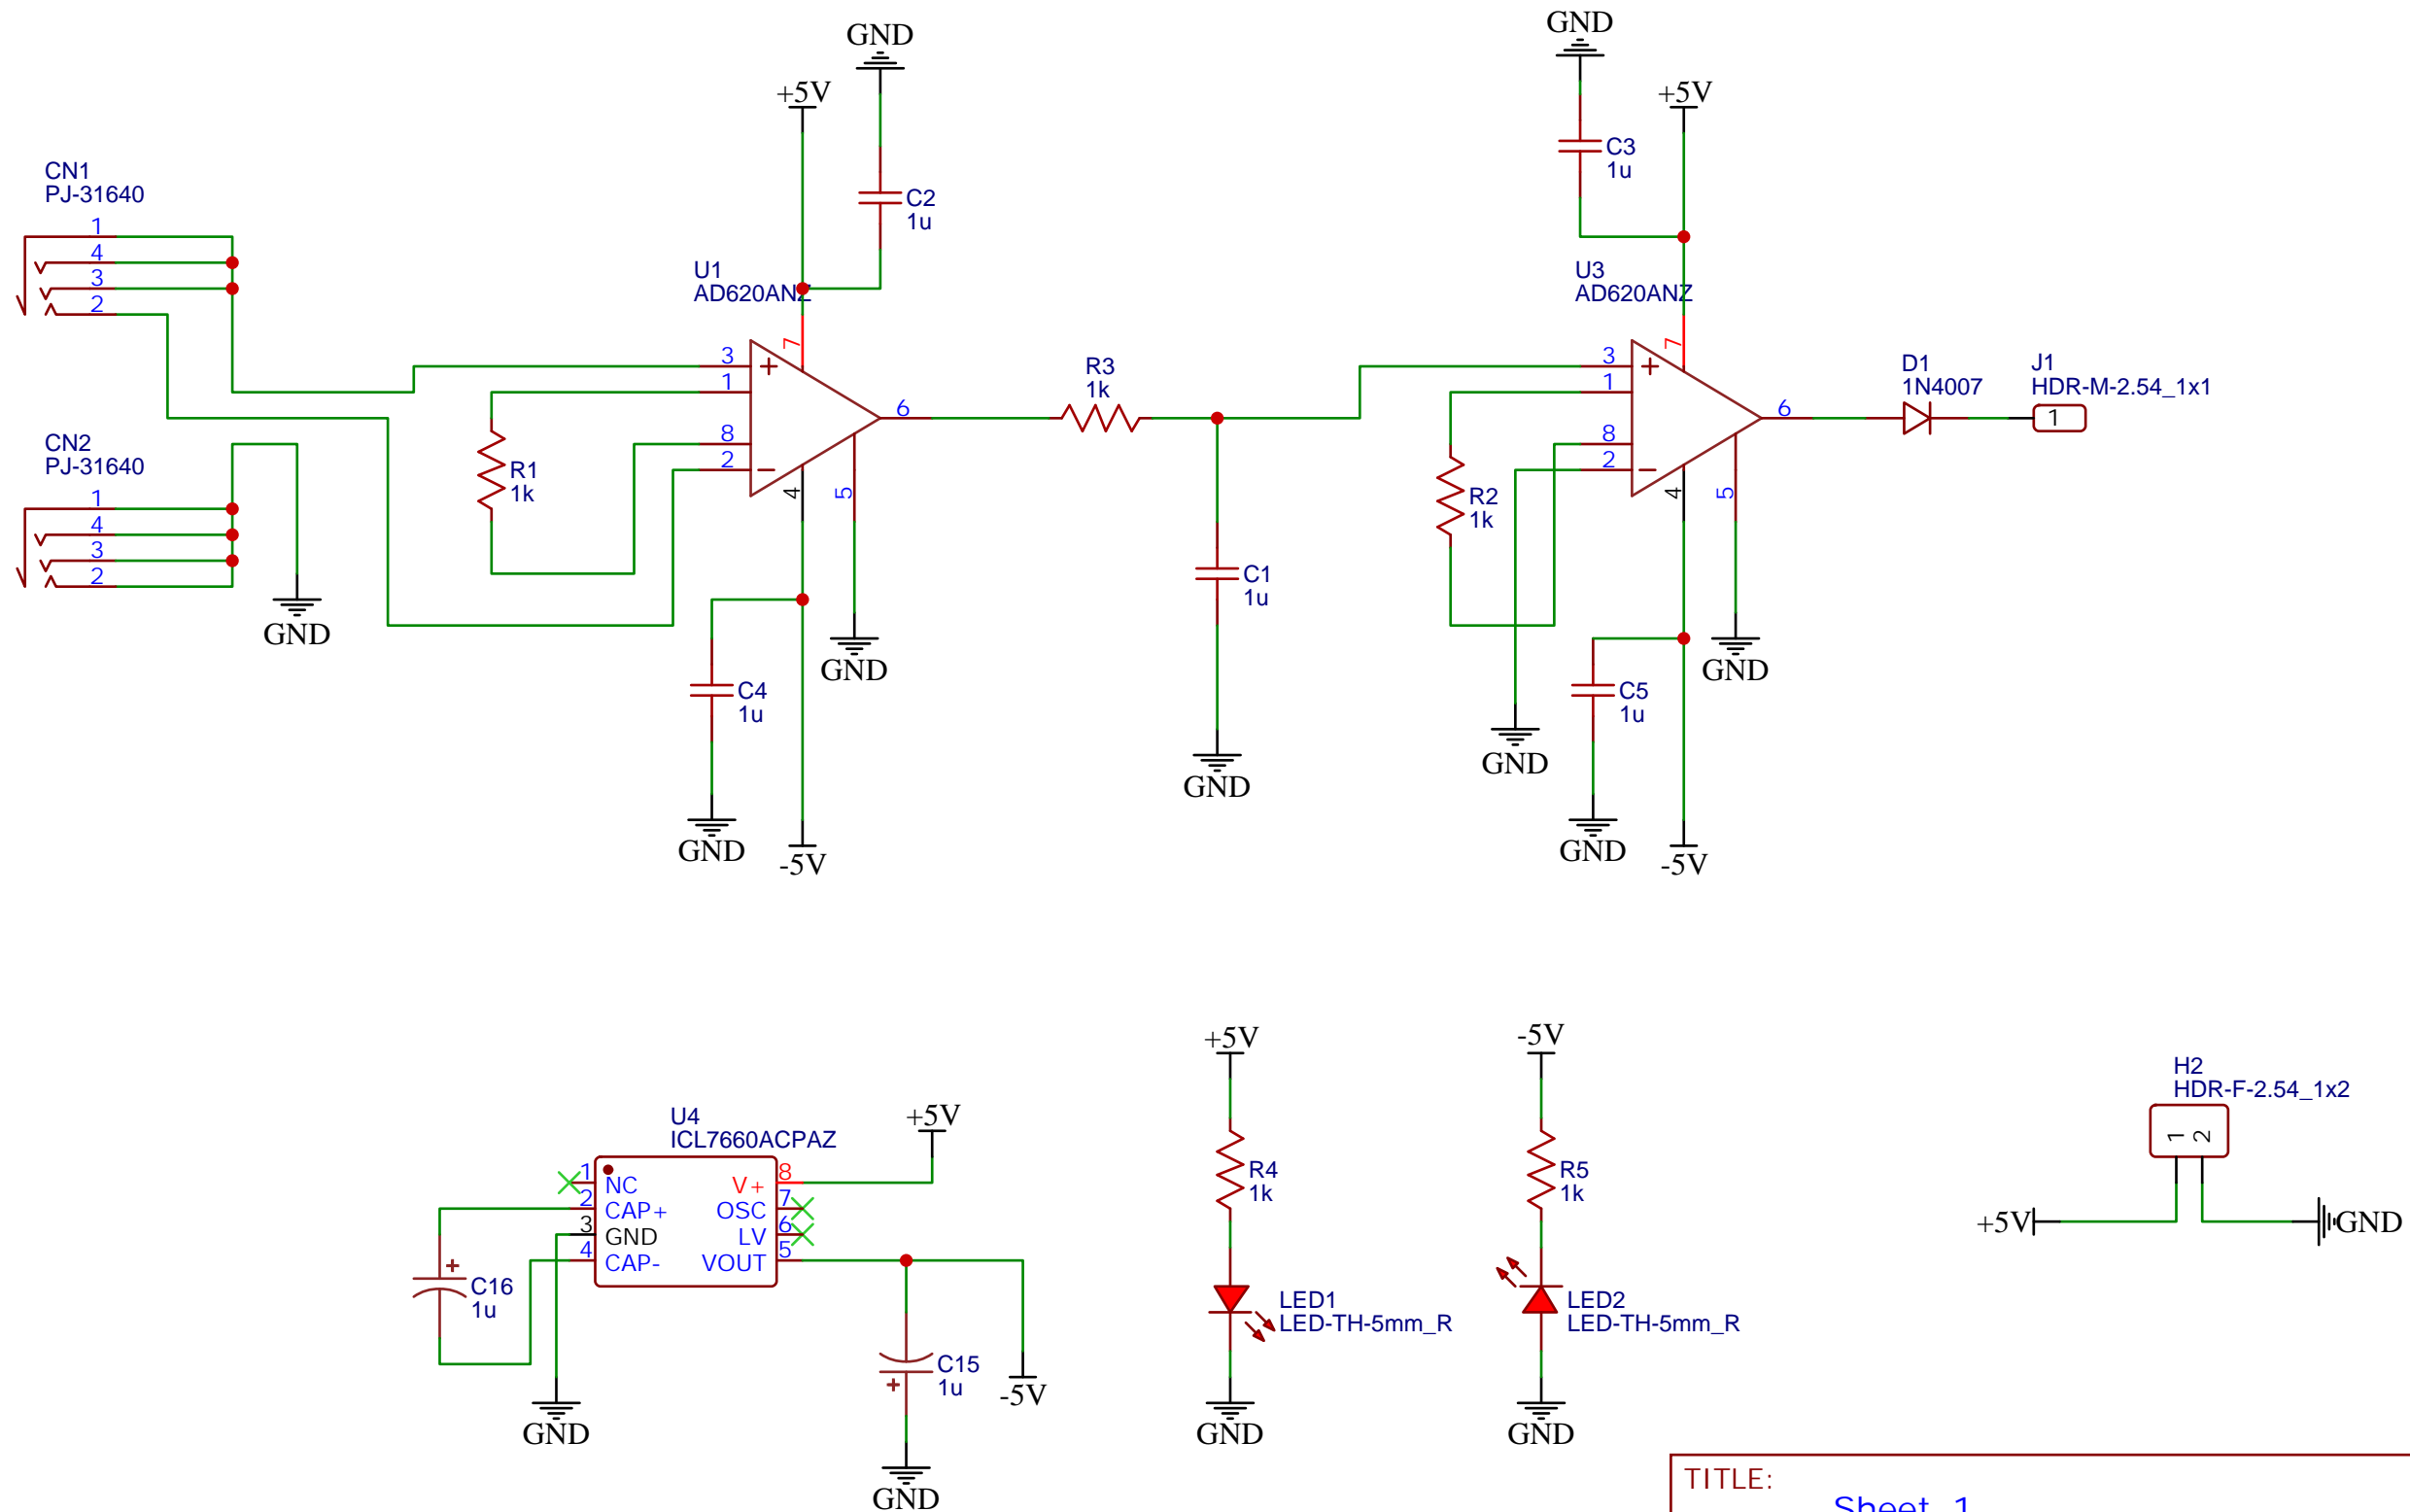 GND
+5V
C2
1u
GND
+5V
C3
1u
CN1
PJ-31640
1
4
3
2
U1
AD620ANZ
7
3
1
8
2
6
4
5
R1
1k
R3
1k
U3
AD620ANZ
7
3
1
8
2
6
4
5
D1
1N4007
J1
HDR-M-2.54_1x1
1
CN2
PJ-31640
1
4
3
2
GND
R2
1k
C1
1u
GND
GND
GND
C4
1u
GND
-5V
GND
C5
1u
GND
-5V
U4
ICL7660ACPAZ
+5V
1
2
3
4
NC
CAP+
GND
CAP-
V+
OSC
LV
VOUT
8
7
6
5
C16
1u
GND
C15
1u
-5V
GND
+5V
R4
1k
LED1
LED-TH-5mm_R
GND
-5V
R5
1k
LED2
LED-TH-5mm_R
GND
H2
HDR-F-2.54_1x2
1
2
+5V
GND
TITLE:
Sheet_1